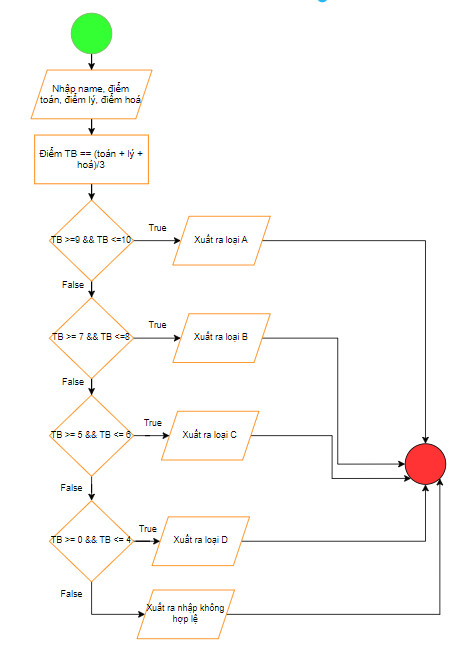 Nhập name, điểm
toán, điểm lý, điểm hoá
Điểm TB == (toán + lý +
hoá)/3
TB >=9 && TB <=10
True
Xuất ra loại A
False
TB >= 7 && TB <=8
True
Xuất ra loại B
False
TB >= 5 && TB <= 6
True
Xuất ra loại C
False
TB >= 0 && TB <= 4
True
Xuất ra loại D
False
Xuất ra nhập không
hợp lệ